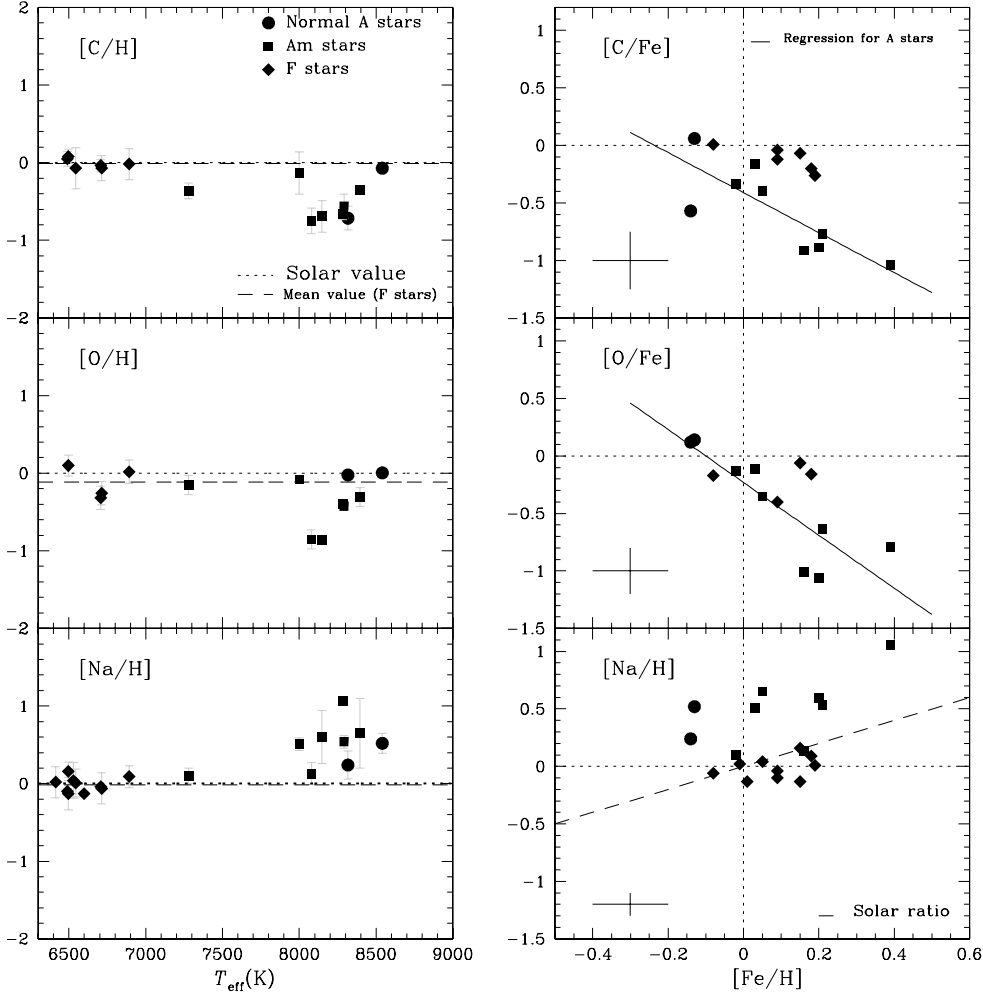 2
1
0
−1
−2
[C/H]
Normal A stars
Am stars
F stars
Solar value
Mean value (F stars)
1
0
−1
−2
[O/H]
1
0
−1
−2
[Na/H]
6500 7000 7500 8000 8500 9000
Teff(K)
1
0.5
0
−0.5
−1
−1.5
[C/Fe]
Regression for A stars
1
0.5
0
−0.5
−1
−1.5
[O/Fe]
1
0.5
0
−0.5
−1
−1.5
[Na/H]
Solar ratio
−0.4 −0.2 0 0.2 0.4 0.6
[Fe/H]